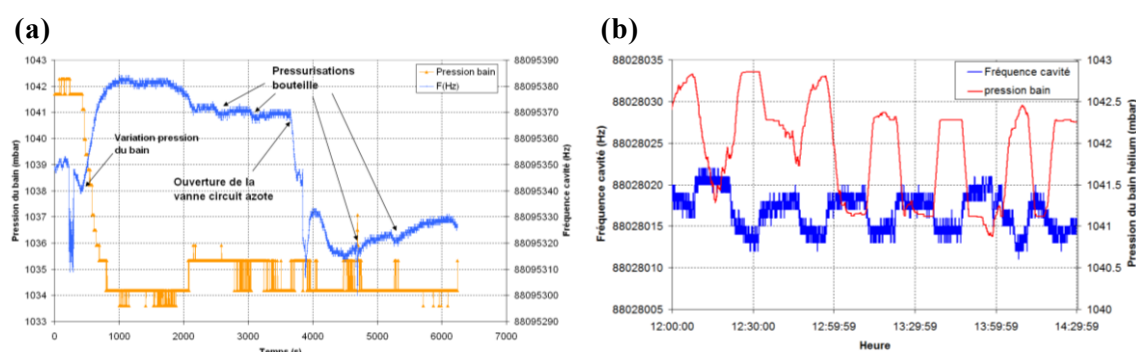 (a)
(b)
1043
1042
1041
1040
1039
1038
1037
1036
1035
1034
1033
Pression du bain (mbar)
0
1000
2000
3000
4000
5000
6000
7000
Temps (s)
88095390
88095380
88095370
88095360
88095350
88095340
88095330
88095320
88095310
88095300
88095290
Fréquence cavité (Hz)
Pressurisations
bouteille
Pression bain
F(Hz)
Variation pression
du bain
Ouverture de la
vanne circuit azote
88028035
88028030
88028025
88028020
88028015
88028010
88028005
Fréquence cavité (Hz)
12:00:00
12:30:00
12:59:59
13:29:59
13:59:59
14:29:59
Heure
1043
1042.5
1042
1041.5
1041
1040.5
1040
Pression du bain hélium (mbar)
Fréquence cavité
pression bain